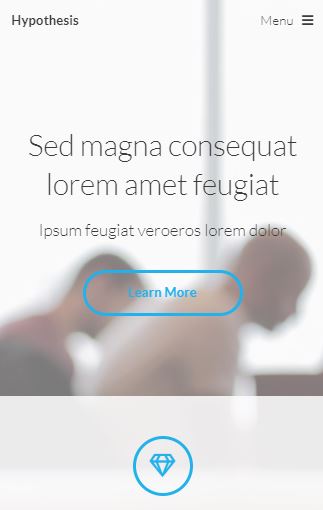 Hypothesis
Menu
Sed magna consequat
lorem amet feugiat
Ipsum feugiat veroeros lorem dolor
Learn More